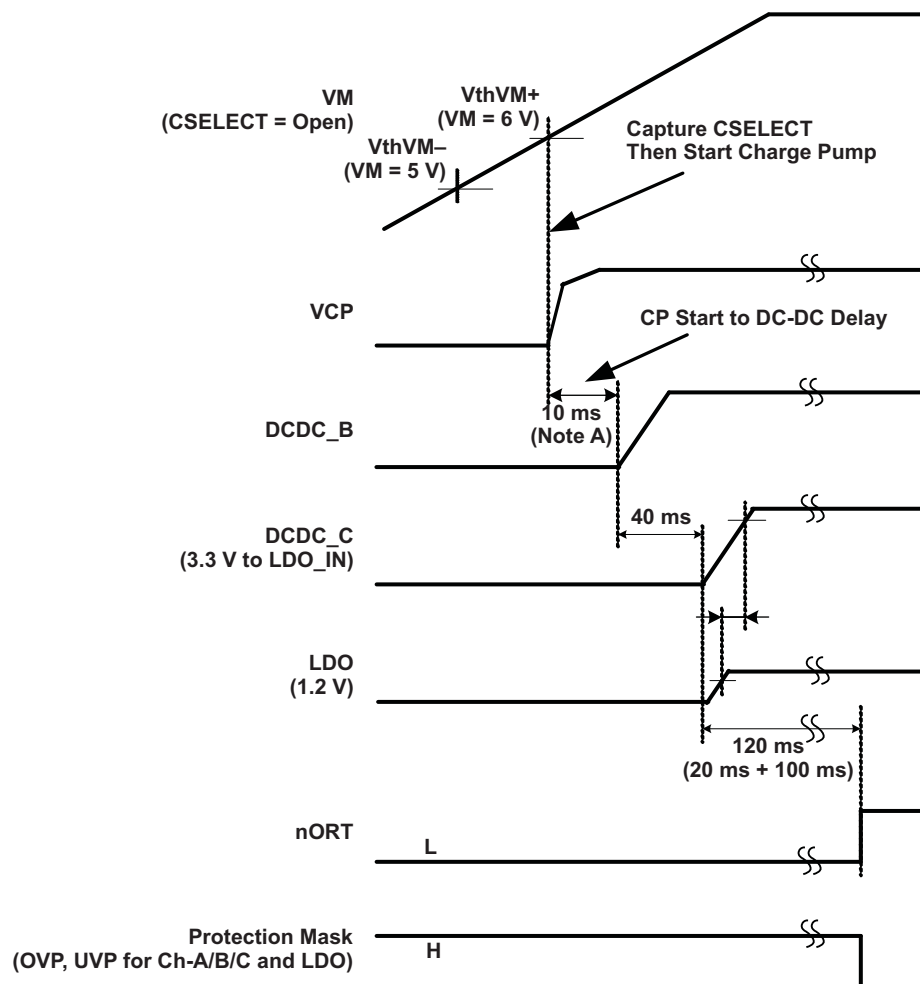 VM
(CSELECT = Open)
VthVM+
(VM = 6 V)
VthVM–
(VM = 5 V)
Capture CSELECT
Then Start Charge Pump
VCP
CP Start to DC-DC Delay
10 ms
(Note A)
DCDC_B
40 ms
DCDC_C
(3.3 V to LDO_IN)
LDO
(1.2 V)
120 ms
(20 ms + 100 ms)
nORT
L
Protection Mask
(OVP, UVP for Ch-A/B/C and LDO)
H